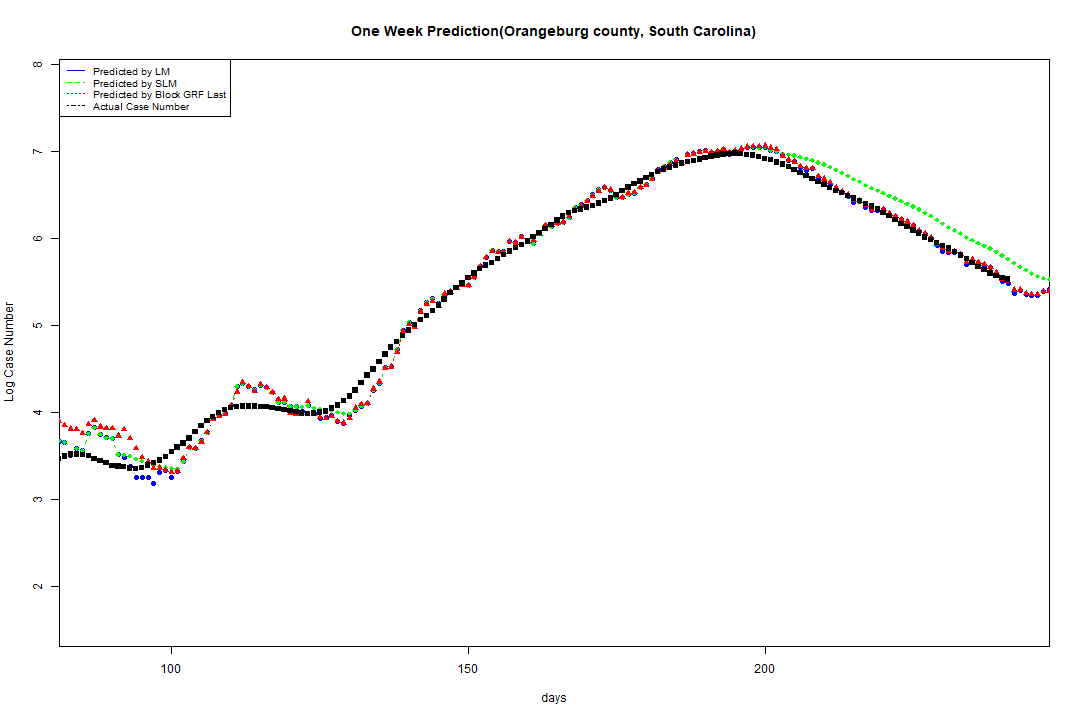 One Week Prediction(Orangeburg county, South Carolina)
Predicted by LM
Predicted by SLM
Predicted by Block GRF Last
Actual Case Number
8
7
6
5
4
3
2
Log Case Number
100
150
200
days